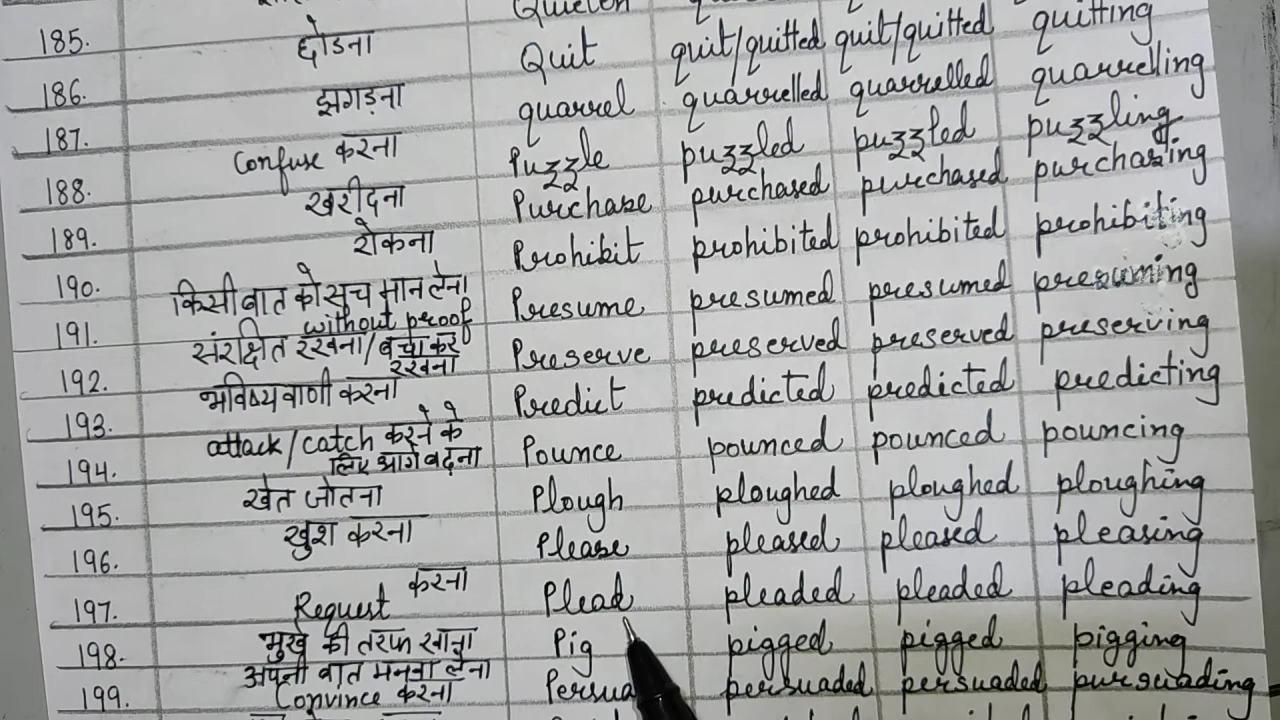 185. छोडना Quit quit/quitted quit/quitted quitting
186. झगड़ना quarrel quarrelled quarrelled quarrelling
187. Confuse करना Puzzle puzzled puzzled puzzling
188. खरीदना Purchase purchased purchased purchasing
189. रोकना Prohibit prohibited prohibited prohibiting
190. किसी बात को सच मान लेना Presume presumed presumed presuming
without proof
191. संरक्षित रखना/बचाकर Preserve preserved preserved preserving
रखना
192. भविष्यवाणी करना Predict predicted predicted predicting
193. attack/catch करने के Pounce pounced pounced pouncing
लिए आगे बढ़ना
194. खेत जोतना Plough ploughed ploughed ploughing
195. खुश करना Please pleased pleased pleasing
196. Request करना Plead pleaded pleaded pleading
197. की तरफ खाना Pig pigged pigged pigging
198. अपनी बात मनवा लेना
Convince करना persuaded persuaded pursuading
199.